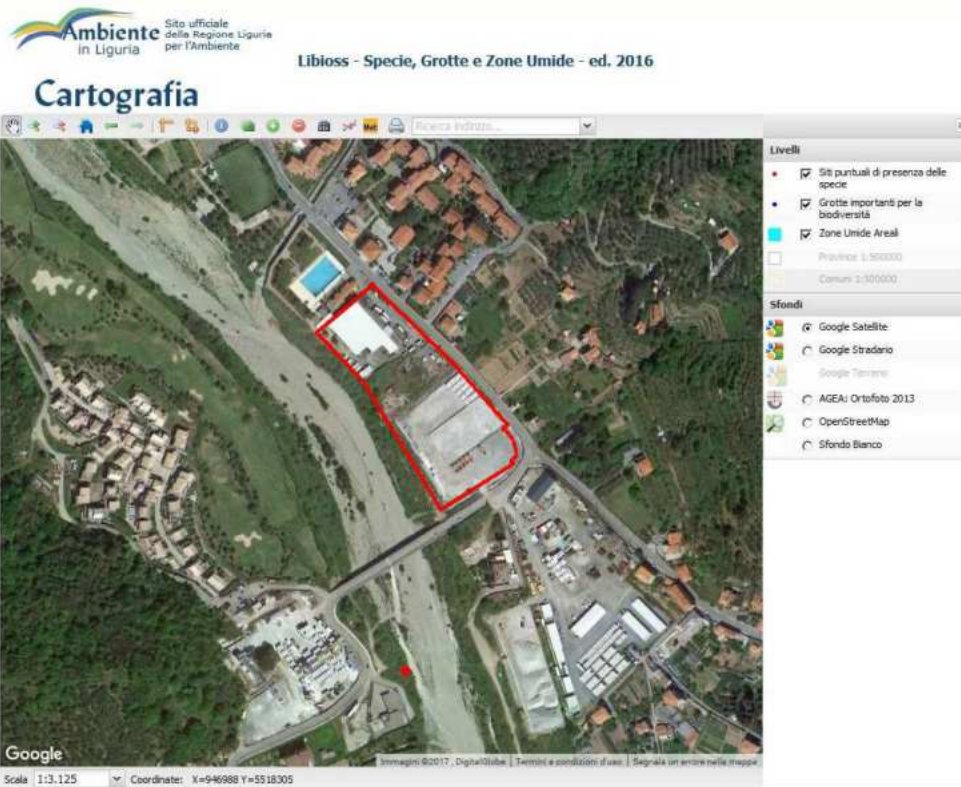 Ambiente
in Liguria
Sito ufficiale
della Regione Liguria
per l'Ambiente
Libioss - Specie, Grotte e Zone Umide - ed. 2016
Cartografia
Ricerca indirizzo...
Livelli
Siti puntuali di presenza delle
specie
Grotte importanti per la
biodiversità
Zone Umide Areali
Province 1:500000
Comuni 1:500000
Sfondi
Google Satellite
Google Stradario
Google Terreno
AGEA: Ortofoto 2013
OpenStreetMap
Sfondo Bianco
Google
Immagini ©2017 , DigitalGlobe | Termini e condizioni d'uso | Segnala un errore nella mappa
Scala 1:3.125 Coordinate: X=946988 Y=5518305